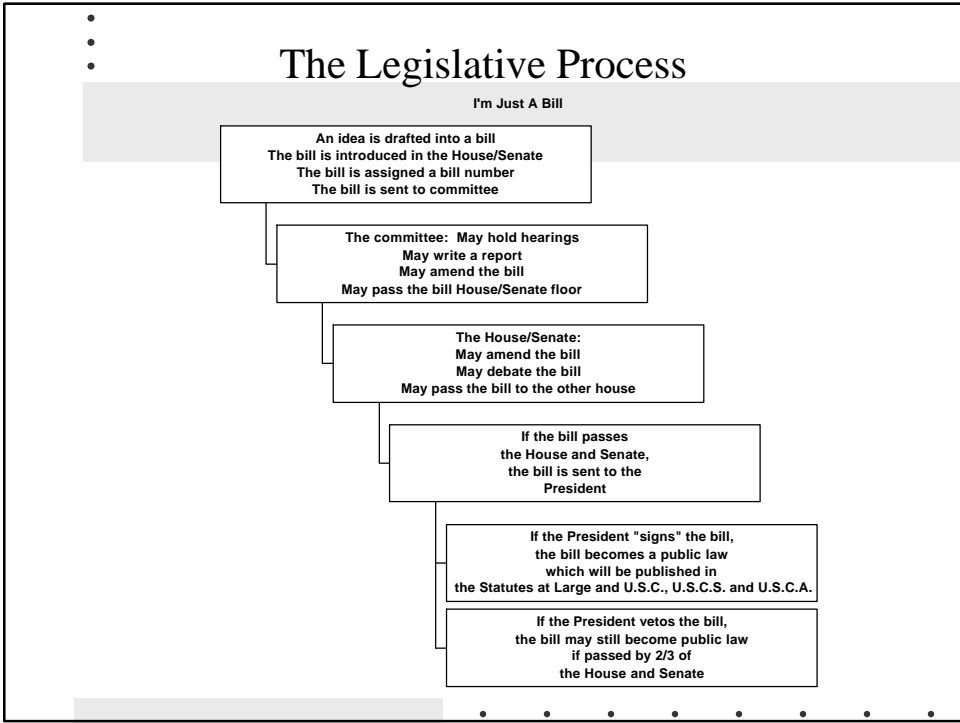 The Legislative Process
I'm Just A Bill
An idea is drafted into a bill
The bill is introduced in the House/Senate
The bill is assigned a bill number
The bill is sent to committee
The committee:  May hold hearings
May write a report
May amend the bill
May pass the bill House/Senate floor
The House/Senate:
May amend the bill
May debate the bill
May pass the bill to the other house
If the bill passes
the House and Senate,
the bill is sent to the
President
If the President "signs" the bill,
the bill becomes a public law
which will be published in
the Statutes at Large and U.S.C., U.S.C.S. and U.S.C.A.
If the President vetos the bill,
the bill may still become public law
if passed by 2/3 of
the House and Senate